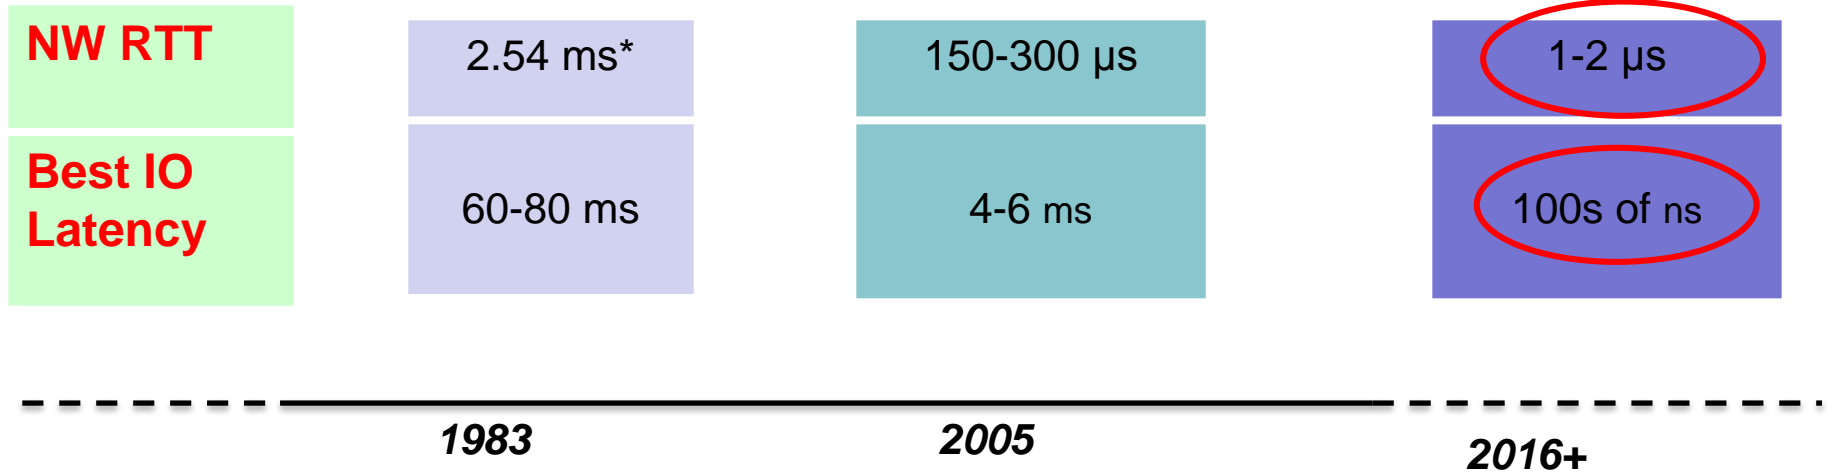 NW RTT
2.54 ms*
150-300 µs
1-2 µs
Best IO
Latency
60-80 ms
4-6 ms
100s of ns
1983
2005
2016+